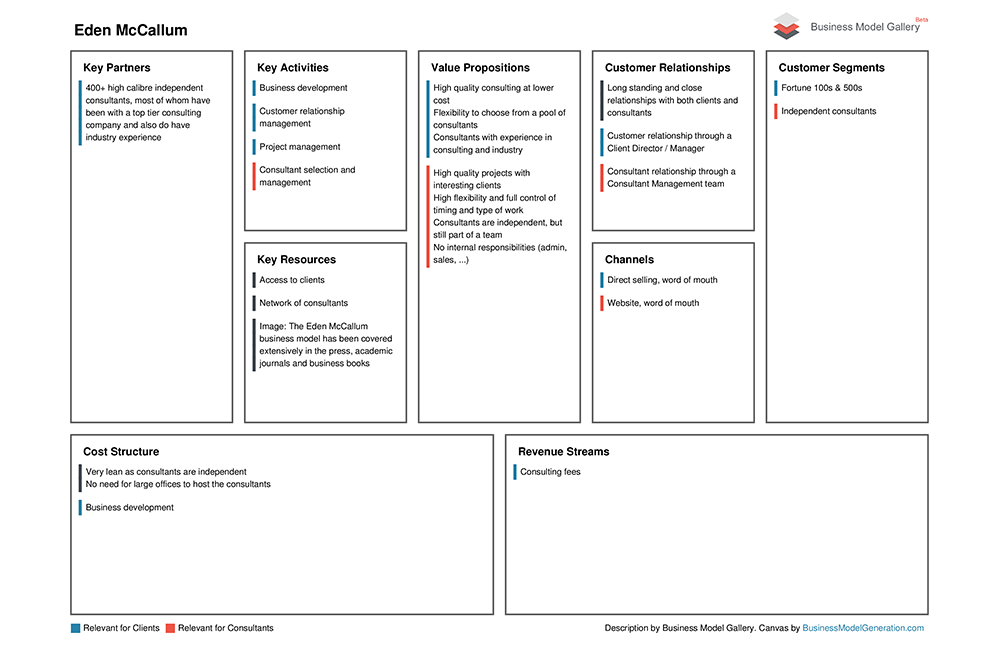 Eden McCallum
Business Model Gallery
Beta
Key Partners
400+ high calibre independent
consultants, most of whom have
been with a top tier consulting
company and also do have
industry experience
Key Activities
Business development
Customer relationship
management
Project management
Consultant selection and
management
Key Resources
Access to clients
Network of consultants
Image: The Eden McCallum
business model has been covered
extensively in the press, academic
journals and business books
Value Propositions
High quality consulting at lower
cost
Flexibility to choose from a pool of
consultants
Consultants with experience in
consulting and industry
High quality projects with
interesting clients
High flexibility and full control of
timing and type of work
Consultants are independent, but
still part of a team
No internal responsibilities (admin,
sales, ...)
Customer Relationships
Long standing and close
relationships with both clients and
consultants
Customer relationship through a
Client Director / Manager
Consultant relationship through a
Consultant Management team
Channels
Direct selling, word of mouth
Website, word of mouth
Customer Segments
Fortune 100s & 500s
Independent consultants
Cost Structure
Very lean as consultants are independent
No need for large offices to host the consultants
Business development
Revenue Streams
Consulting fees
Relevant for Clients
Relevant for Consultants
Description by Business Model Gallery. Canvas by BusinessModelGeneration.com